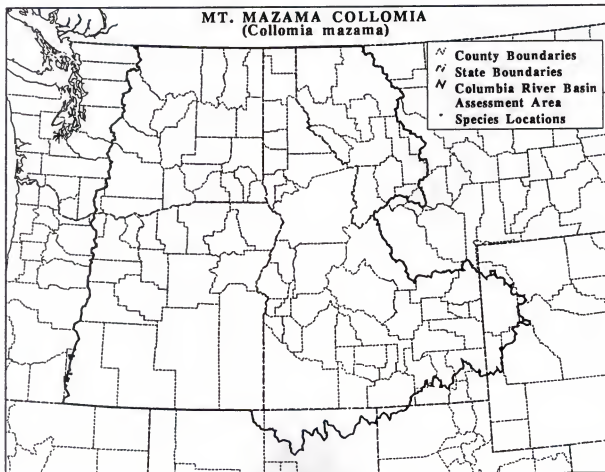 MT. MAZAMA COLLOMIA
(Collomia mazama)
County Boundaries
State Boundaries
Columbia River Basin
Assessment Area
Species Locations